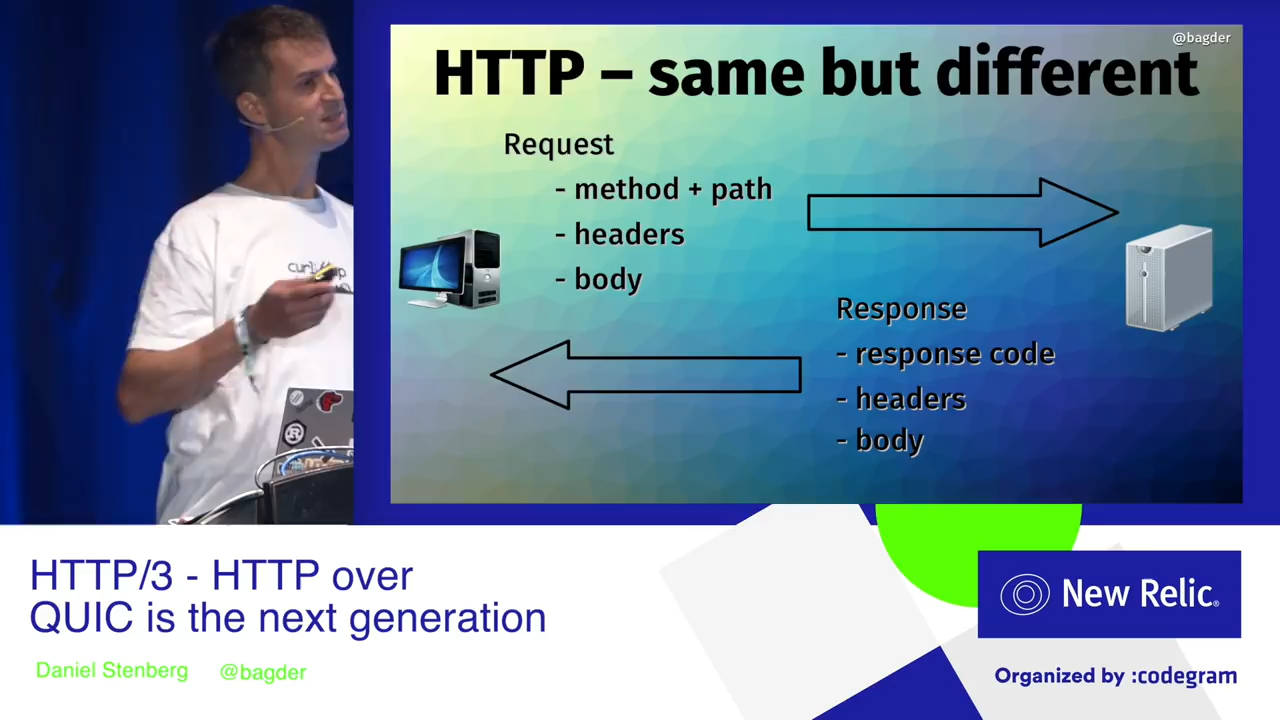 @bagder
HTTP – same but different
Request
- method + path
- headers
- body
Response
- response code
- headers
- body
HTTP/3 - HTTP over
QUIC is the next generation
Daniel Stenberg @bagder
New Relic.
Organized by :codegram